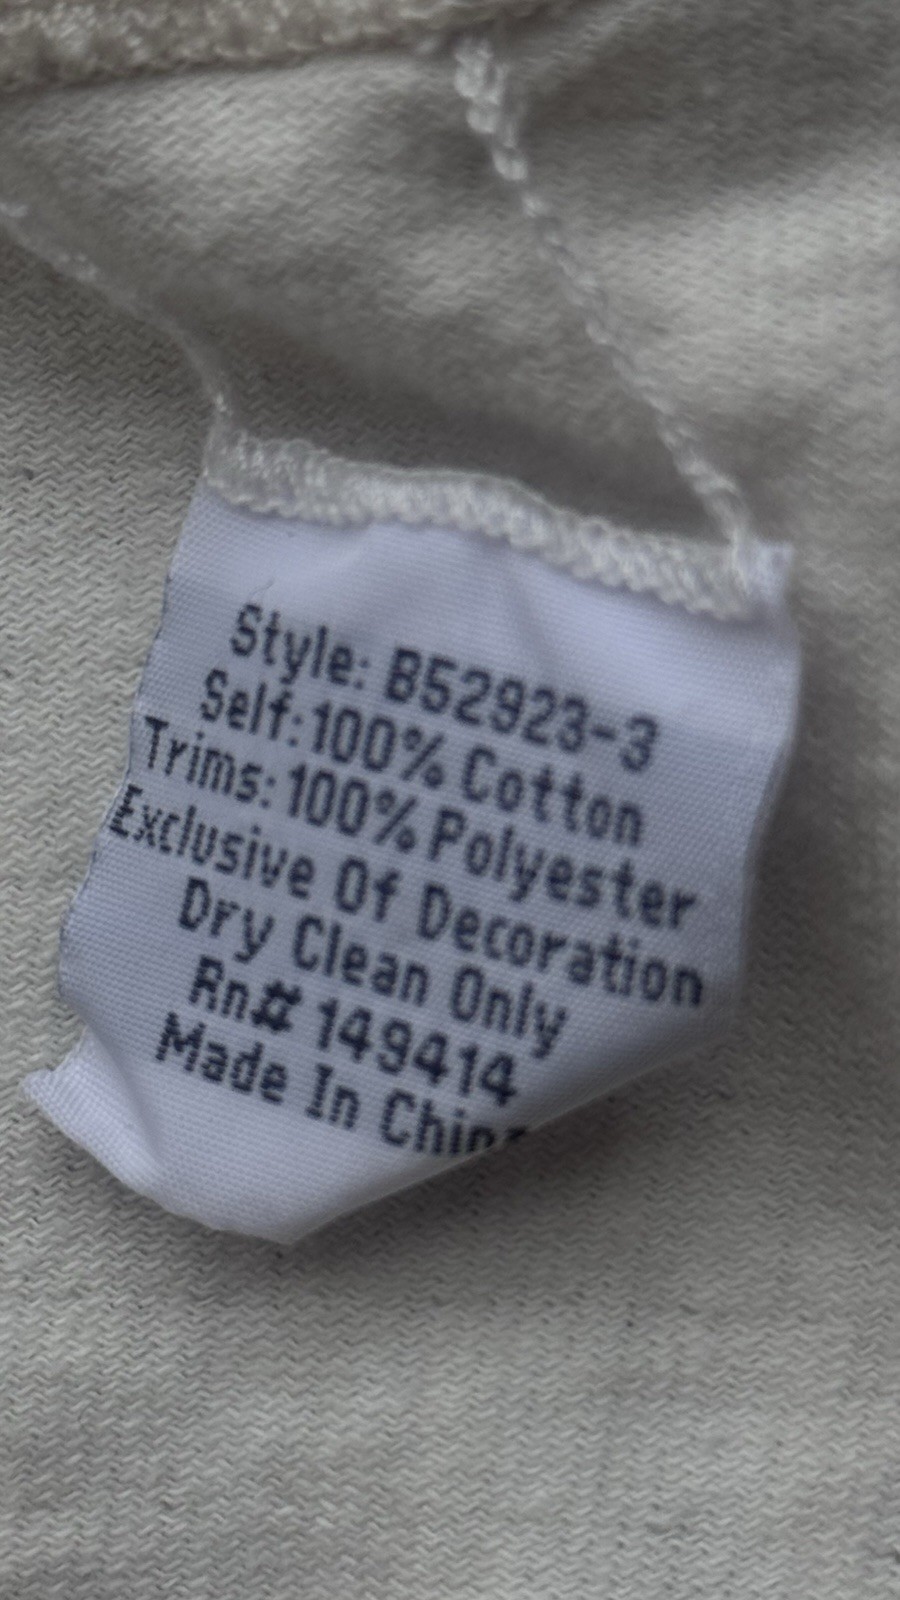 Style: B52923-3
Self:100% Cotton
Trims: 100% Polyester
Exclusive Of Decoration
Dry Clean Only
Rn# 149414
Made In China